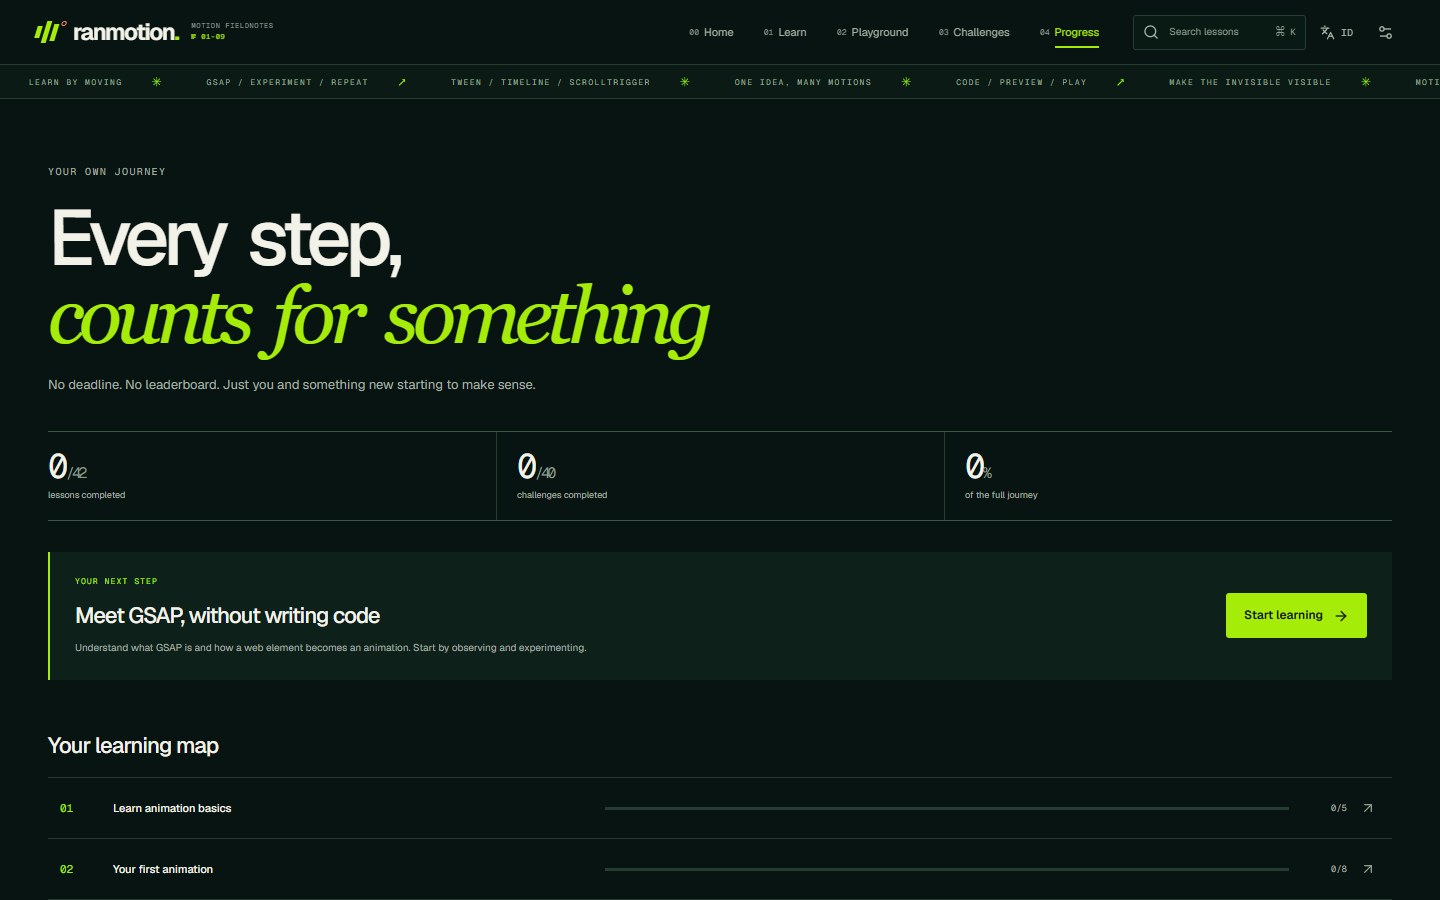 ranmotion.
MOTION FIELDNOTES
№ 01-09
00 Home
01 Learn
02 Playground
03 Challenges
04 Progress
Search lessons
⌘ K
ID
LEARN BY MOVING ✳ GSAP / EXPERIMENT / REPEAT ↗ TWEEN / TIMELINE / SCROLLTRIGGER ✳ ONE IDEA, MANY MOTIONS ✳ CODE / PREVIEW / PLAY ↗ MAKE THE INVISIBLE VISIBLE ✳ MOTI
YOUR OWN JOURNEY
Every step,
counts for something
No deadline. No leaderboard. Just you and something new starting to make sense.
0/42
lessons completed
0/40
challenges completed
0%
of the full journey
YOUR NEXT STEP
Meet GSAP, without writing code
Understand what GSAP is and how a web element becomes an animation. Start by observing and experimenting.
Start learning →
Your learning map
01 Learn animation basics 0/5
02 Your first animation 0/8